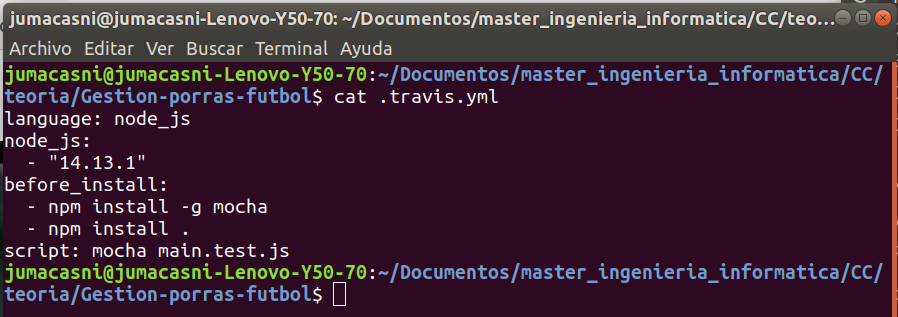 jumacasni@jumacasni-Lenovo-Y50-70: ~/Documentos/master_ingenieria_informatica/CC/teo...
Archivo Editar Ver Buscar Terminal Ayuda
jumacasni@jumacasni-Lenovo-Y50-70:~/Documentos/master_ingenieria_informatica/CC/
teoria/Gestion-porras-futbol$ cat .travis.yml
language: node_js
node_js:
  - "14.13.1"
before_install:
  - npm install -g mocha
  - npm install .
script: mocha main.test.js
jumacasni@jumacasni-Lenovo-Y50-70:~/Documentos/master_ingenieria_informatica/CC/
teoria/Gestion-porras-futbol$